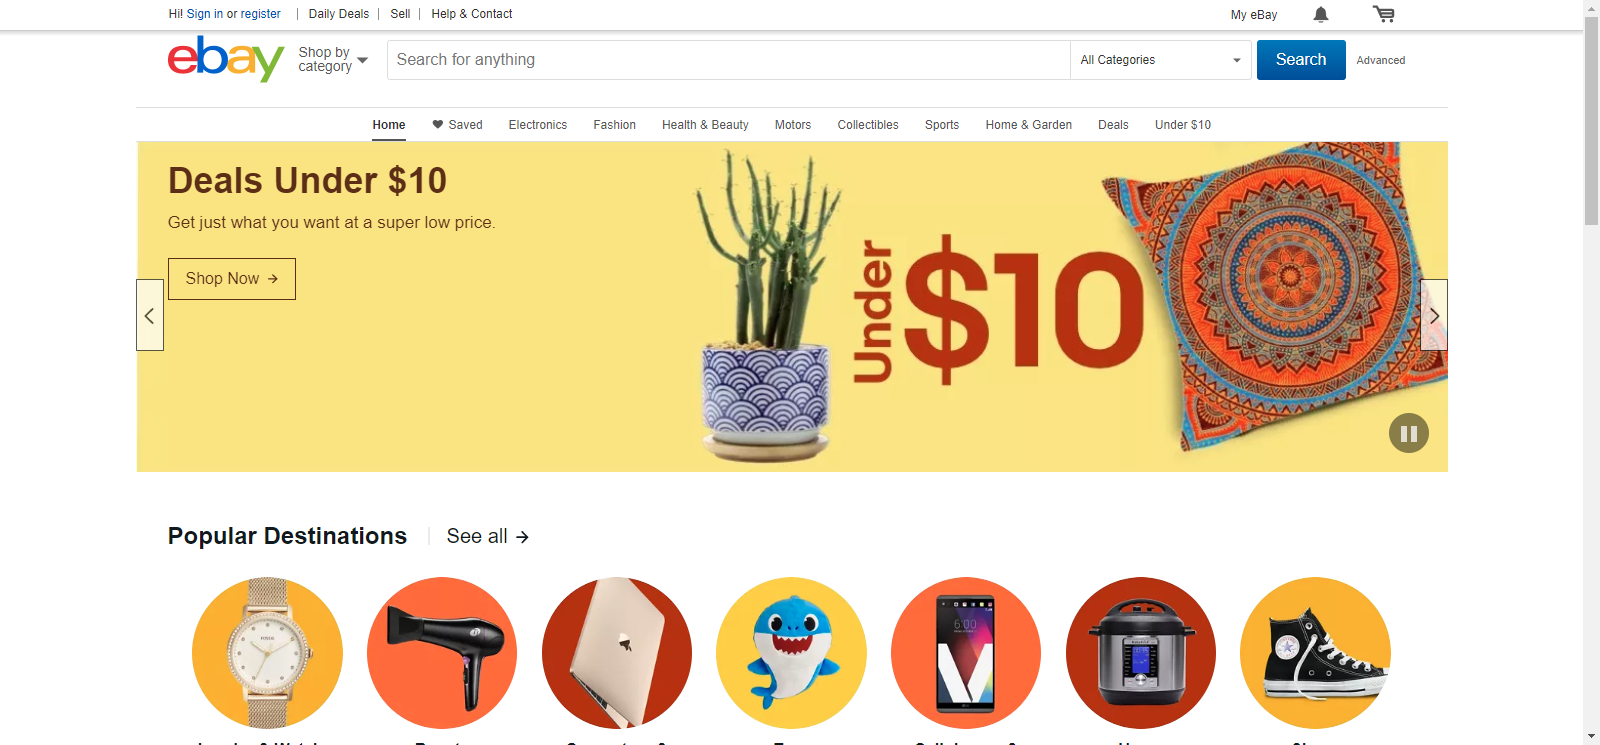 Hi! Sign in or register | Daily Deals | Sell | Help & Contact My eBay
ebay Shop by category Search for anything All Categories Search Advanced
Home Saved Electronics Fashion Health & Beauty Motors Collectibles Sports Home & Garden Deals Under $10
Deals Under $10
Get just what you want at a super low price.
Shop Now →
Under $10
Popular Destinations | See all →
FOSSIL
6:00